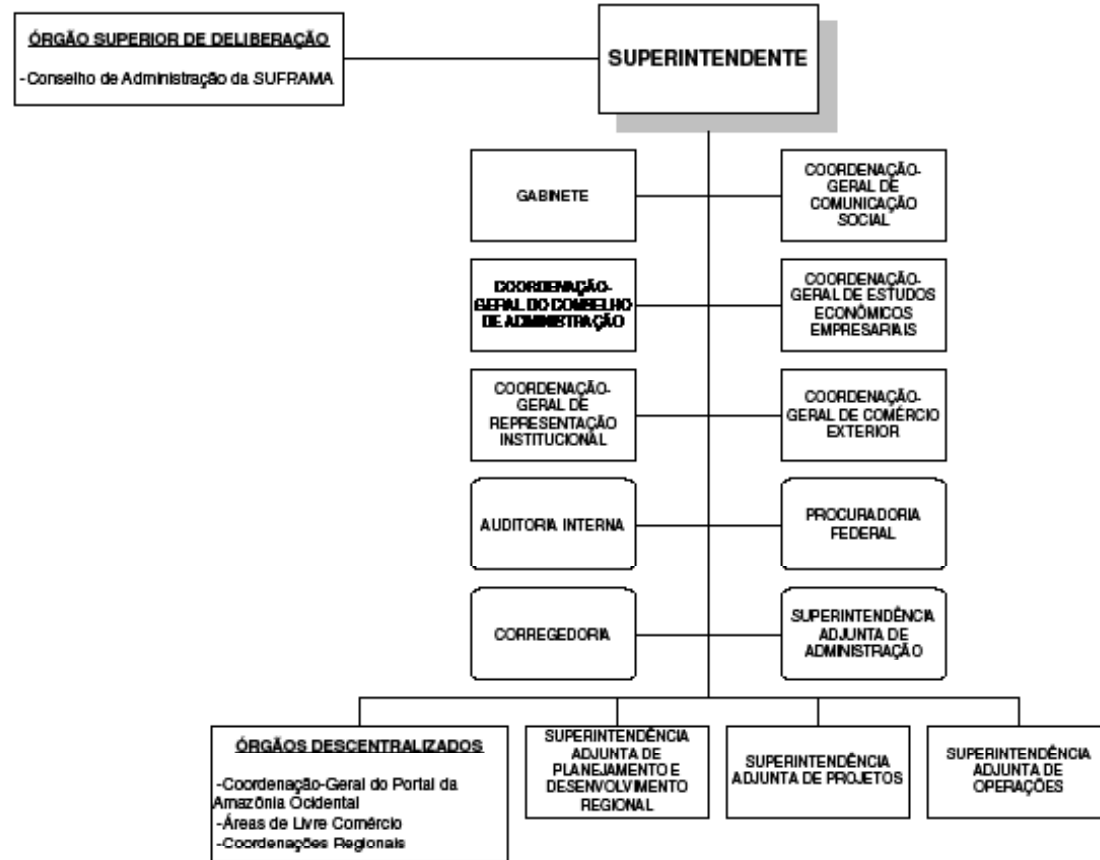 ÓRGÃO SUPERIOR DE DELIBERAÇÃO
-Conselho de Administração da SUFRAMA
SUPERINTENDENTE
GABINETE
COORDENAÇÃO-
GERAL DE
COMUNICAÇÃO
SOCIAL
COORDENAÇÃO-
GERAL DO CONSELHO
DE ADMINISTRAÇÃO
COORDENAÇÃO-
GERAL DE ESTUDOS
ECONÔMICOS
EMPRESARIAIS
COORDENAÇÃO-
GERAL DE
REPRESENTAÇÃO
INSTITUCIONAL
COORDENAÇÃO-
GERAL DE COMÉRCIO
EXTERIOR
AUDITORIA INTERNA
PROCURADORIA
FEDERAL
CORREGEDORIA
SUPERINTENDÊNCIA
ADJUNTA DE
ADMINISTRAÇÃO
ÓRGÃOS DESCENTRALIZADOS
-Coordenação-Geral do Portal da
Amazônia Ocidental
-Áreas de Livre Comércio
-Coordenações Regionais
SUPERINTENDÊNCIA
ADJUNTA DE
PLANEJAMENTO E
DESENVOLVIMENTO
REGIONAL
SUPERINTENDÊNCIA
ADJUNTA DE PROJETOS
SUPERINTENDÊNCIA
ADJUNTA DE
OPERAÇÕES